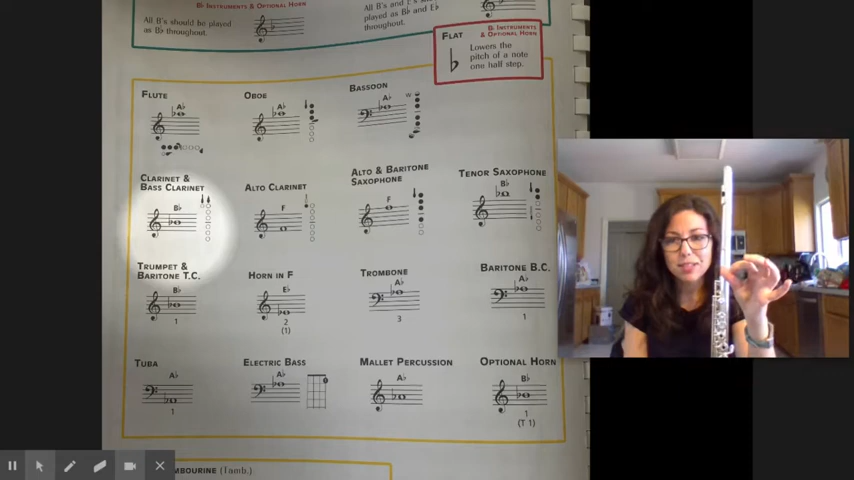 B♭ INSTRUMENTS
& OPTIONAL HORN
All B's should be played
as B♭ throughout.
All B's and E's
played as B♭ and E♭
throughout.
FLAT
B♭ INSTRUMENTS
& OPTIONAL HORN
♭
Lowers the
pitch of a note
one half step.
FLUTE
A♭
OBOE
A♭
BASSOON
A♭
W
CLARINET &
BASS CLARINET
B♭
ALTO CLARINET
F
ALTO & BARITONE
SAXOPHONE
F
TENOR SAXOPHONE
B♭
TRUMPET &
BARITONE T.C.
B♭
1
HORN IN F
E♭
2
(1)
TROMBONE
A♭
3
BARITONE B.C.
A♭
1
TUBA
A♭
1
ELECTRIC BASS
A♭
MALLET PERCUSSION
A♭
OPTIONAL HORN
B♭
1
(T 1)
MBOURINE (Tamb.)